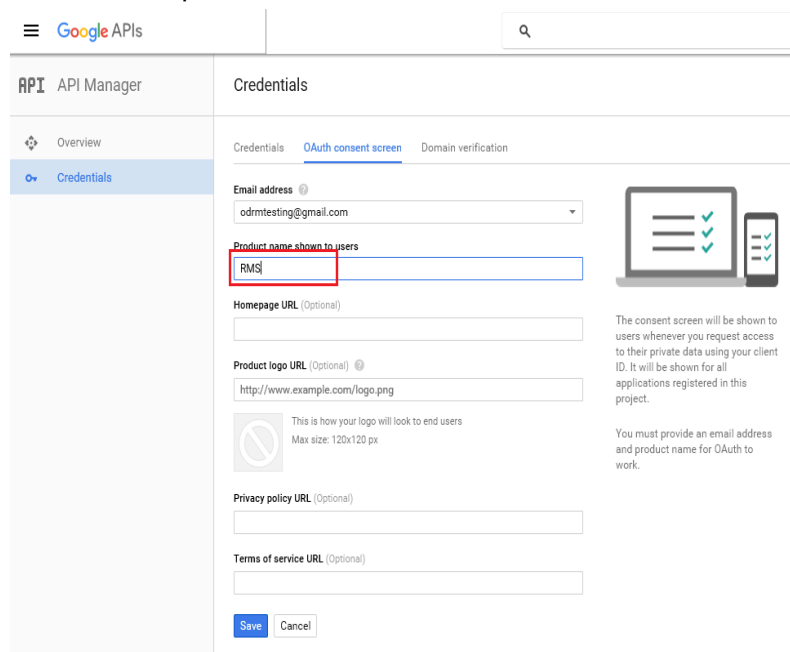 Google APIs
API API Manager
Credentials
Overview
Credentials
Credentials OAuth consent screen Domain verification
Email address
odrmtesting@gmail.com
Product name shown to users
RMS
Homepage URL (Optional)
Product logo URL (Optional)
http://www.example.com/logo.png
This is how your logo will look to end users
Max size: 120x120 px
Privacy policy URL (Optional)
Terms of service URL (Optional)
Save Cancel
The consent screen will be shown to
users whenever you request access
to their private data using your client
ID. It will be shown for all
applications registered in this
project.
You must provide an email address
and product name for OAuth to
work.